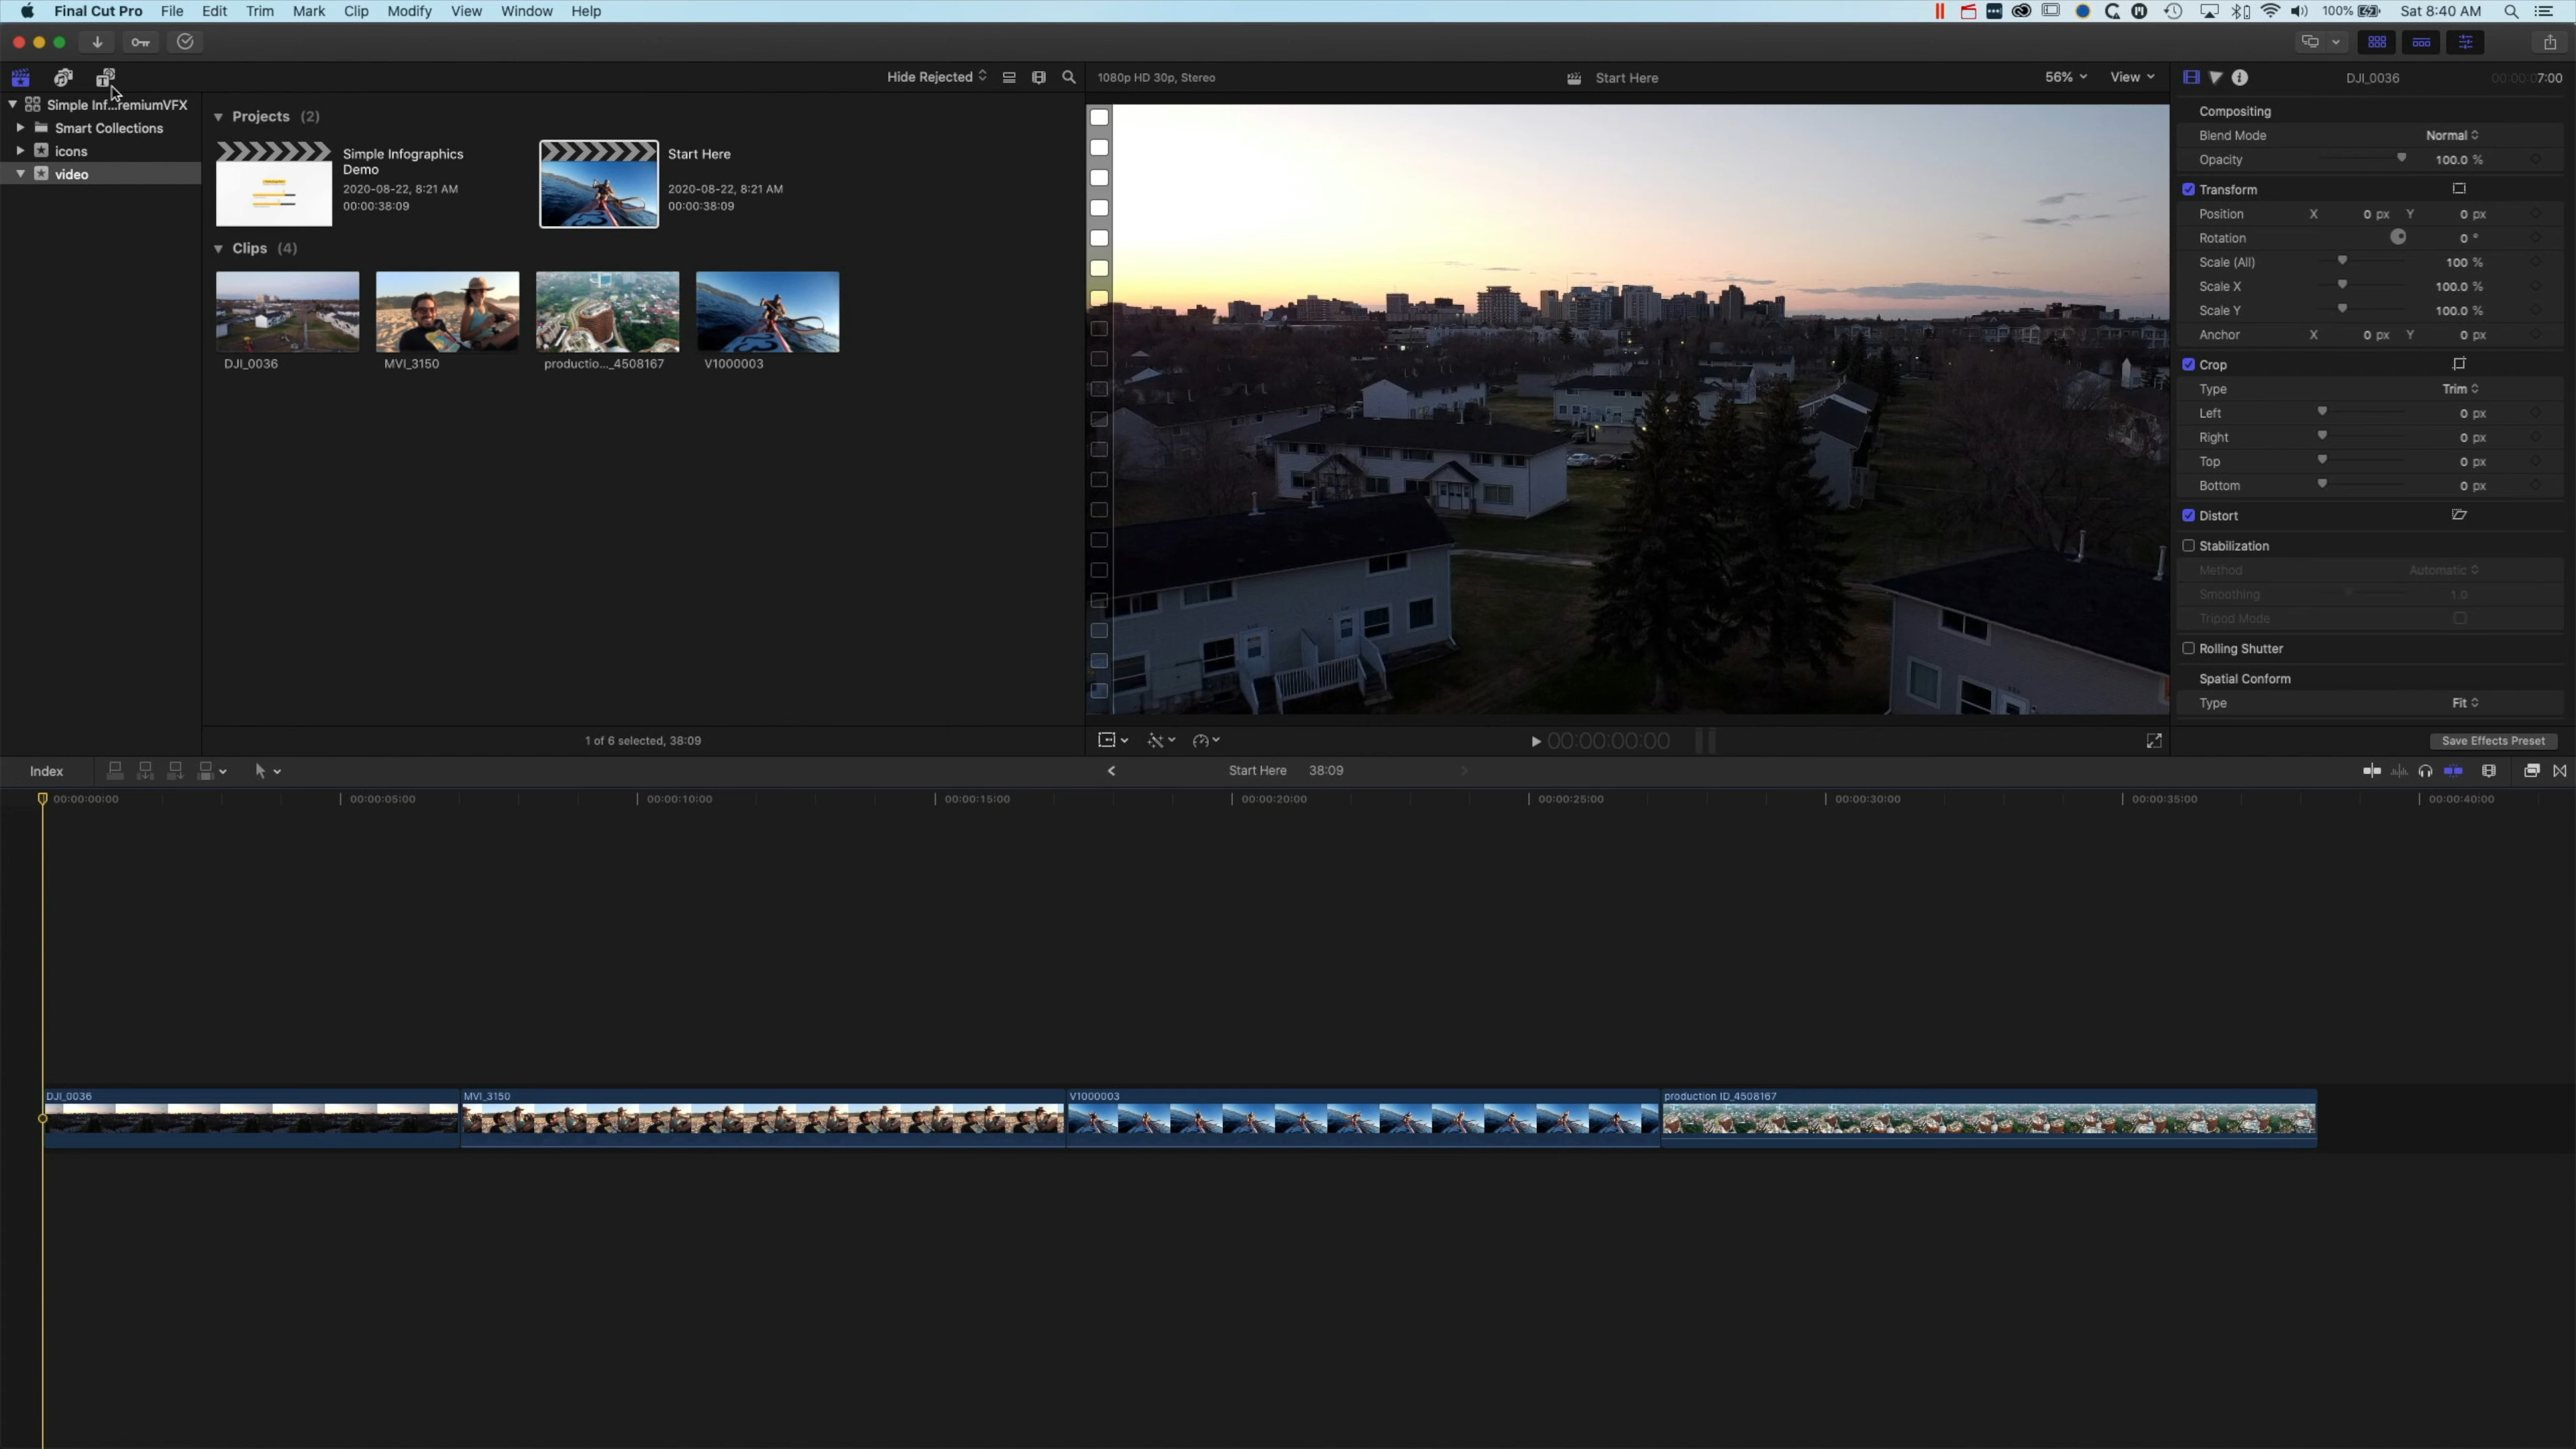 Final Cut Pro File Edit Trim Mark Clip Modify View Window Help 100% Sat 8:40 AM
Hide Rejected 1080p HD 30p, Stereo Start Here 56% View DJI_0036 00:00:07:00
Simple Inf...remiumVFX
Smart Collections
icons
video
Projects (2)
Simple Infographics
Demo
2020-08-22, 8:21 AM
00:00:38:09
Start Here
2020-08-22, 8:21 AM
00:00:38:09
Clips (4)
DJI_0036 MVI_3150 productio..._4508167 V1000003
1 of 6 selected, 38:09
00:00:00:00
Compositing
Blend Mode Normal
Opacity 100.0 %
Transform
Position X 0 px Y 0 px
Rotation 0 °
Scale (All) 100 %
Scale X 100.0 %
Scale Y 100.0 %
Anchor X 0 px Y 0 px
Crop
Type Trim
Left 0 px
Right 0 px
Top 0 px
Bottom 0 px
Distort
Stabilization
Method Automatic
Smoothing 1.0
Tripod Mode
Rolling Shutter
Spatial Conform
Type Fit
Save Effects Preset
Index Start Here 38:09
00:00:00:00 00:00:05:00 00:00:10:00 00:00:15:00 00:00:20:00 00:00:25:00 00:00:30:00 00:00:35:00 00:00:40:00
DJI_0036 MVI_3150 V1000003 production ID_4508167